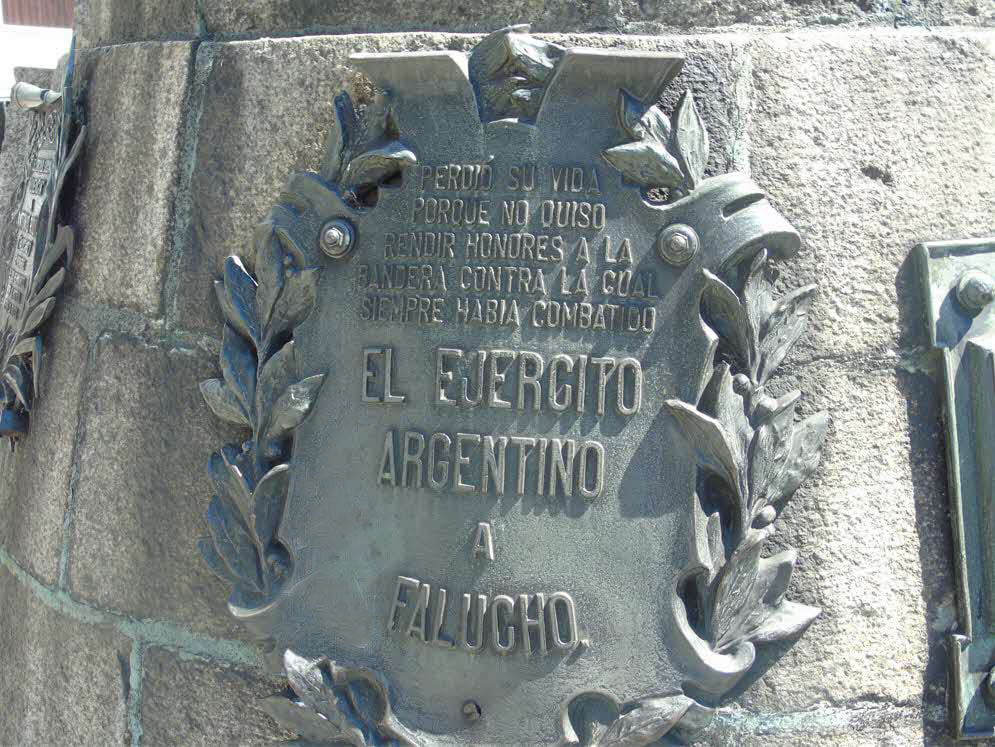 PERDIÓ SU VIDA
PORQUE NO QUISO
RENDIR HONORES A LA
BANDERA CONTRA LA CUAL
SIEMPRE HABIA COMBATIDO
EL EJERCITO
ARGENTINO
A
FALUCHO.